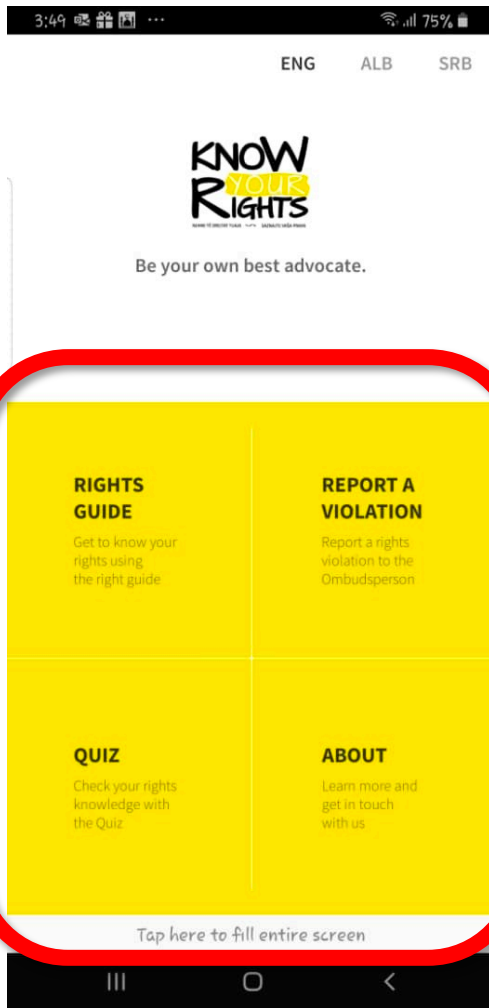 3:49 ... 75%
ENG ALB SRB
KNOW
YOUR
RIGHTS
Be your own best advocate.
RIGHTS
GUIDE
Get to know your
rights using
the right guide
REPORT A
VIOLATION
Report a rights
violation to the
Ombudsperson
QUIZ
Check your rights
knowledge with
the Quiz
ABOUT
Learn more and
get in touch
with us
Tap here to fill entire screen